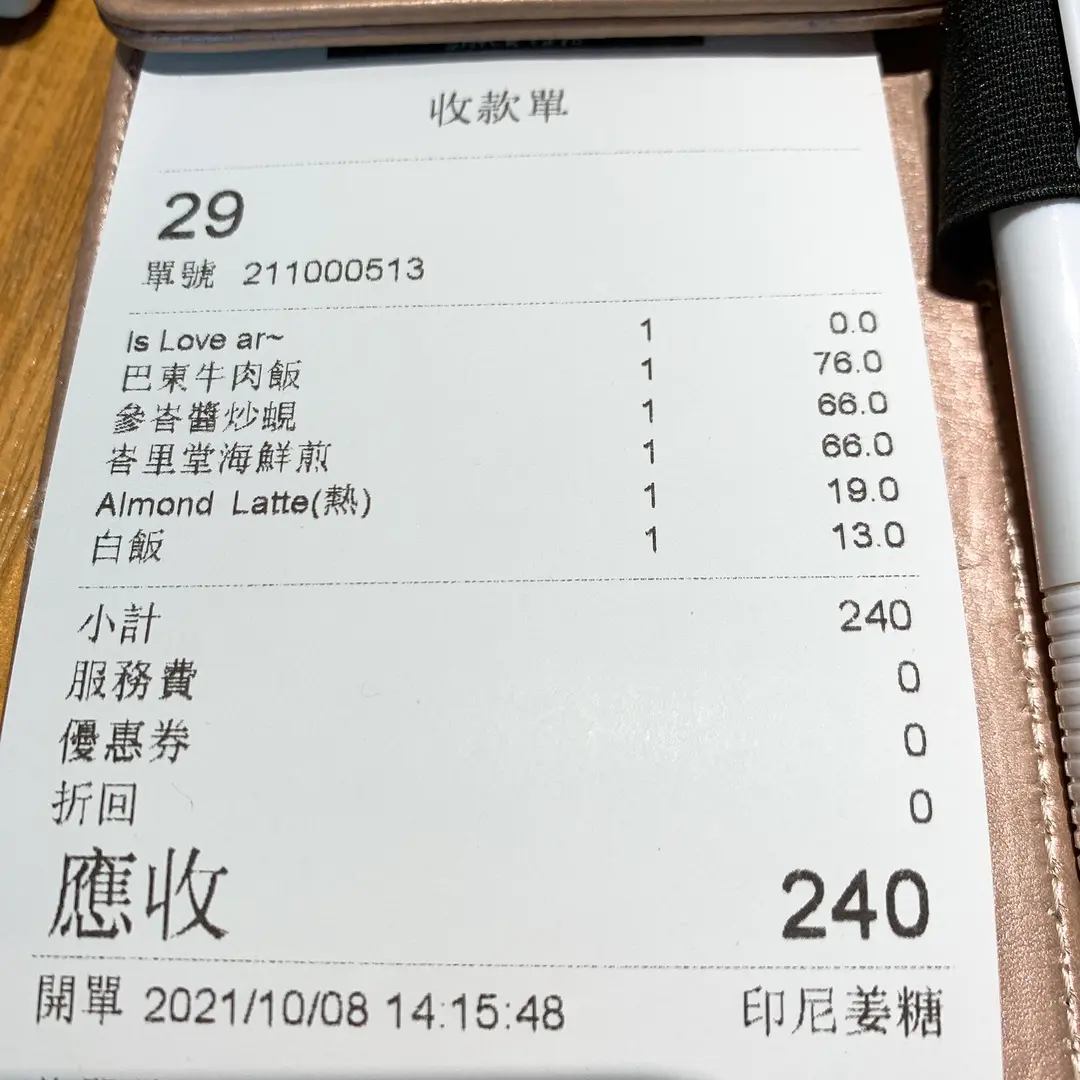 收款單
29
單號 211000513
Is Love ar~ 1 0.0
巴東牛肉飯 1 76.0
參峇醬炒蜆 1 66.0
峇里堂海鮮煎 1 66.0
Almond Latte(熱) 1 19.0
白飯 1 13.0
小計 240
服務費 0
優惠券 0
折回 0
應收 240
開單 2021/10/08 14:15:48 印尼姜糖